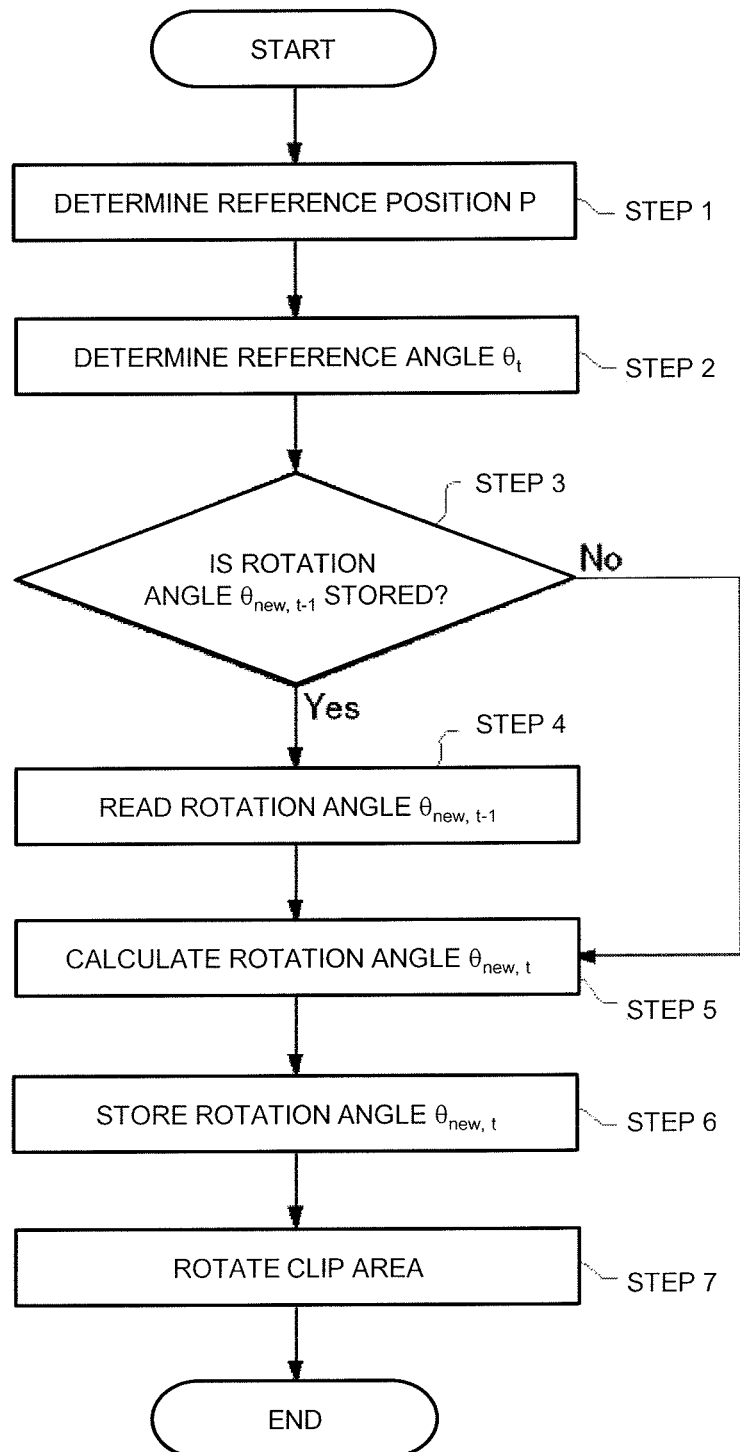 START
DETERMINE REFERENCE POSITION P
STEP 1
DETERMINE REFERENCE ANGLE θt
STEP 2
STEP 3
IS ROTATION
ANGLE θnew, t-1 STORED?
No
Yes
STEP 4
READ ROTATION ANGLE θnew, t-1
CALCULATE ROTATION ANGLE θnew, t
STEP 5
STORE ROTATION ANGLE θnew, t
STEP 6
ROTATE CLIP AREA
STEP 7
END